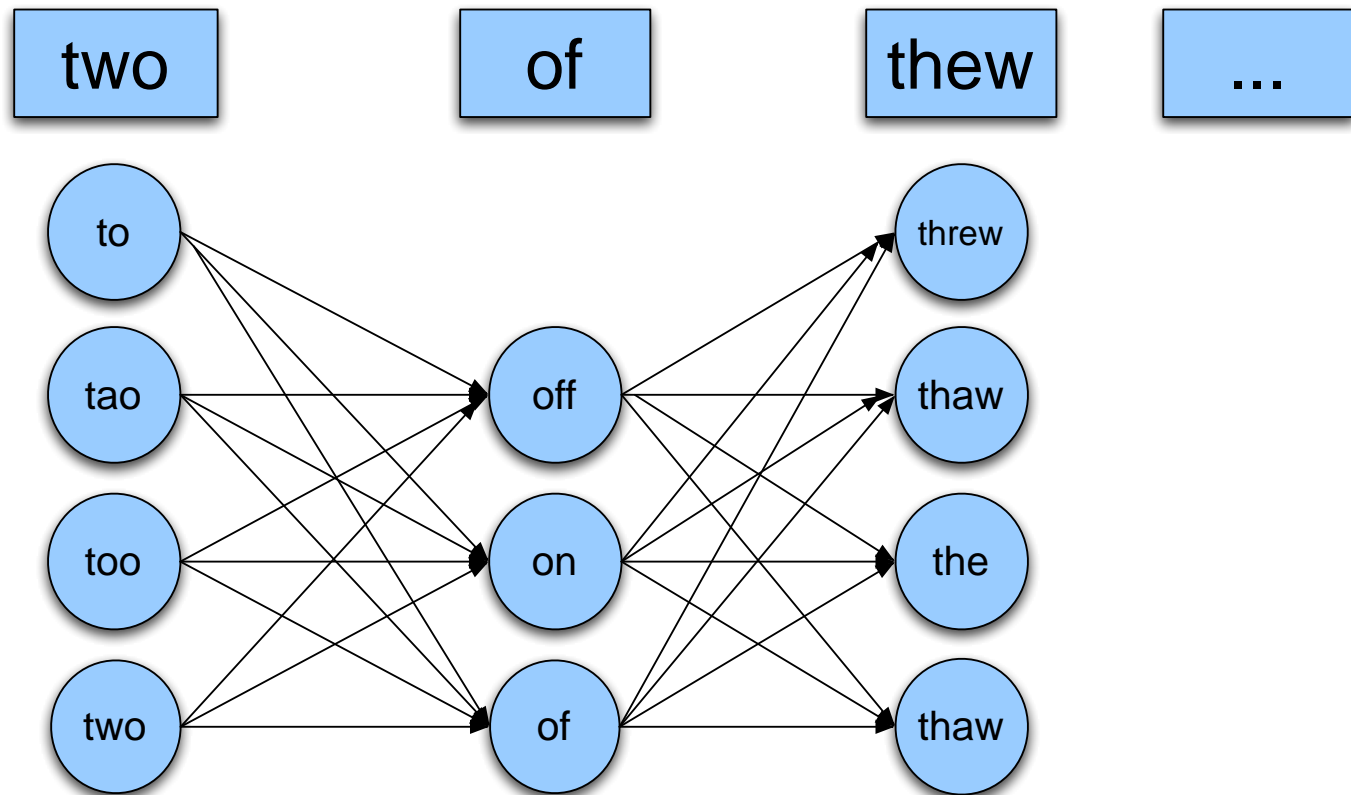 two of thew ...
to threw
tao off thaw
too on the
two of thaw